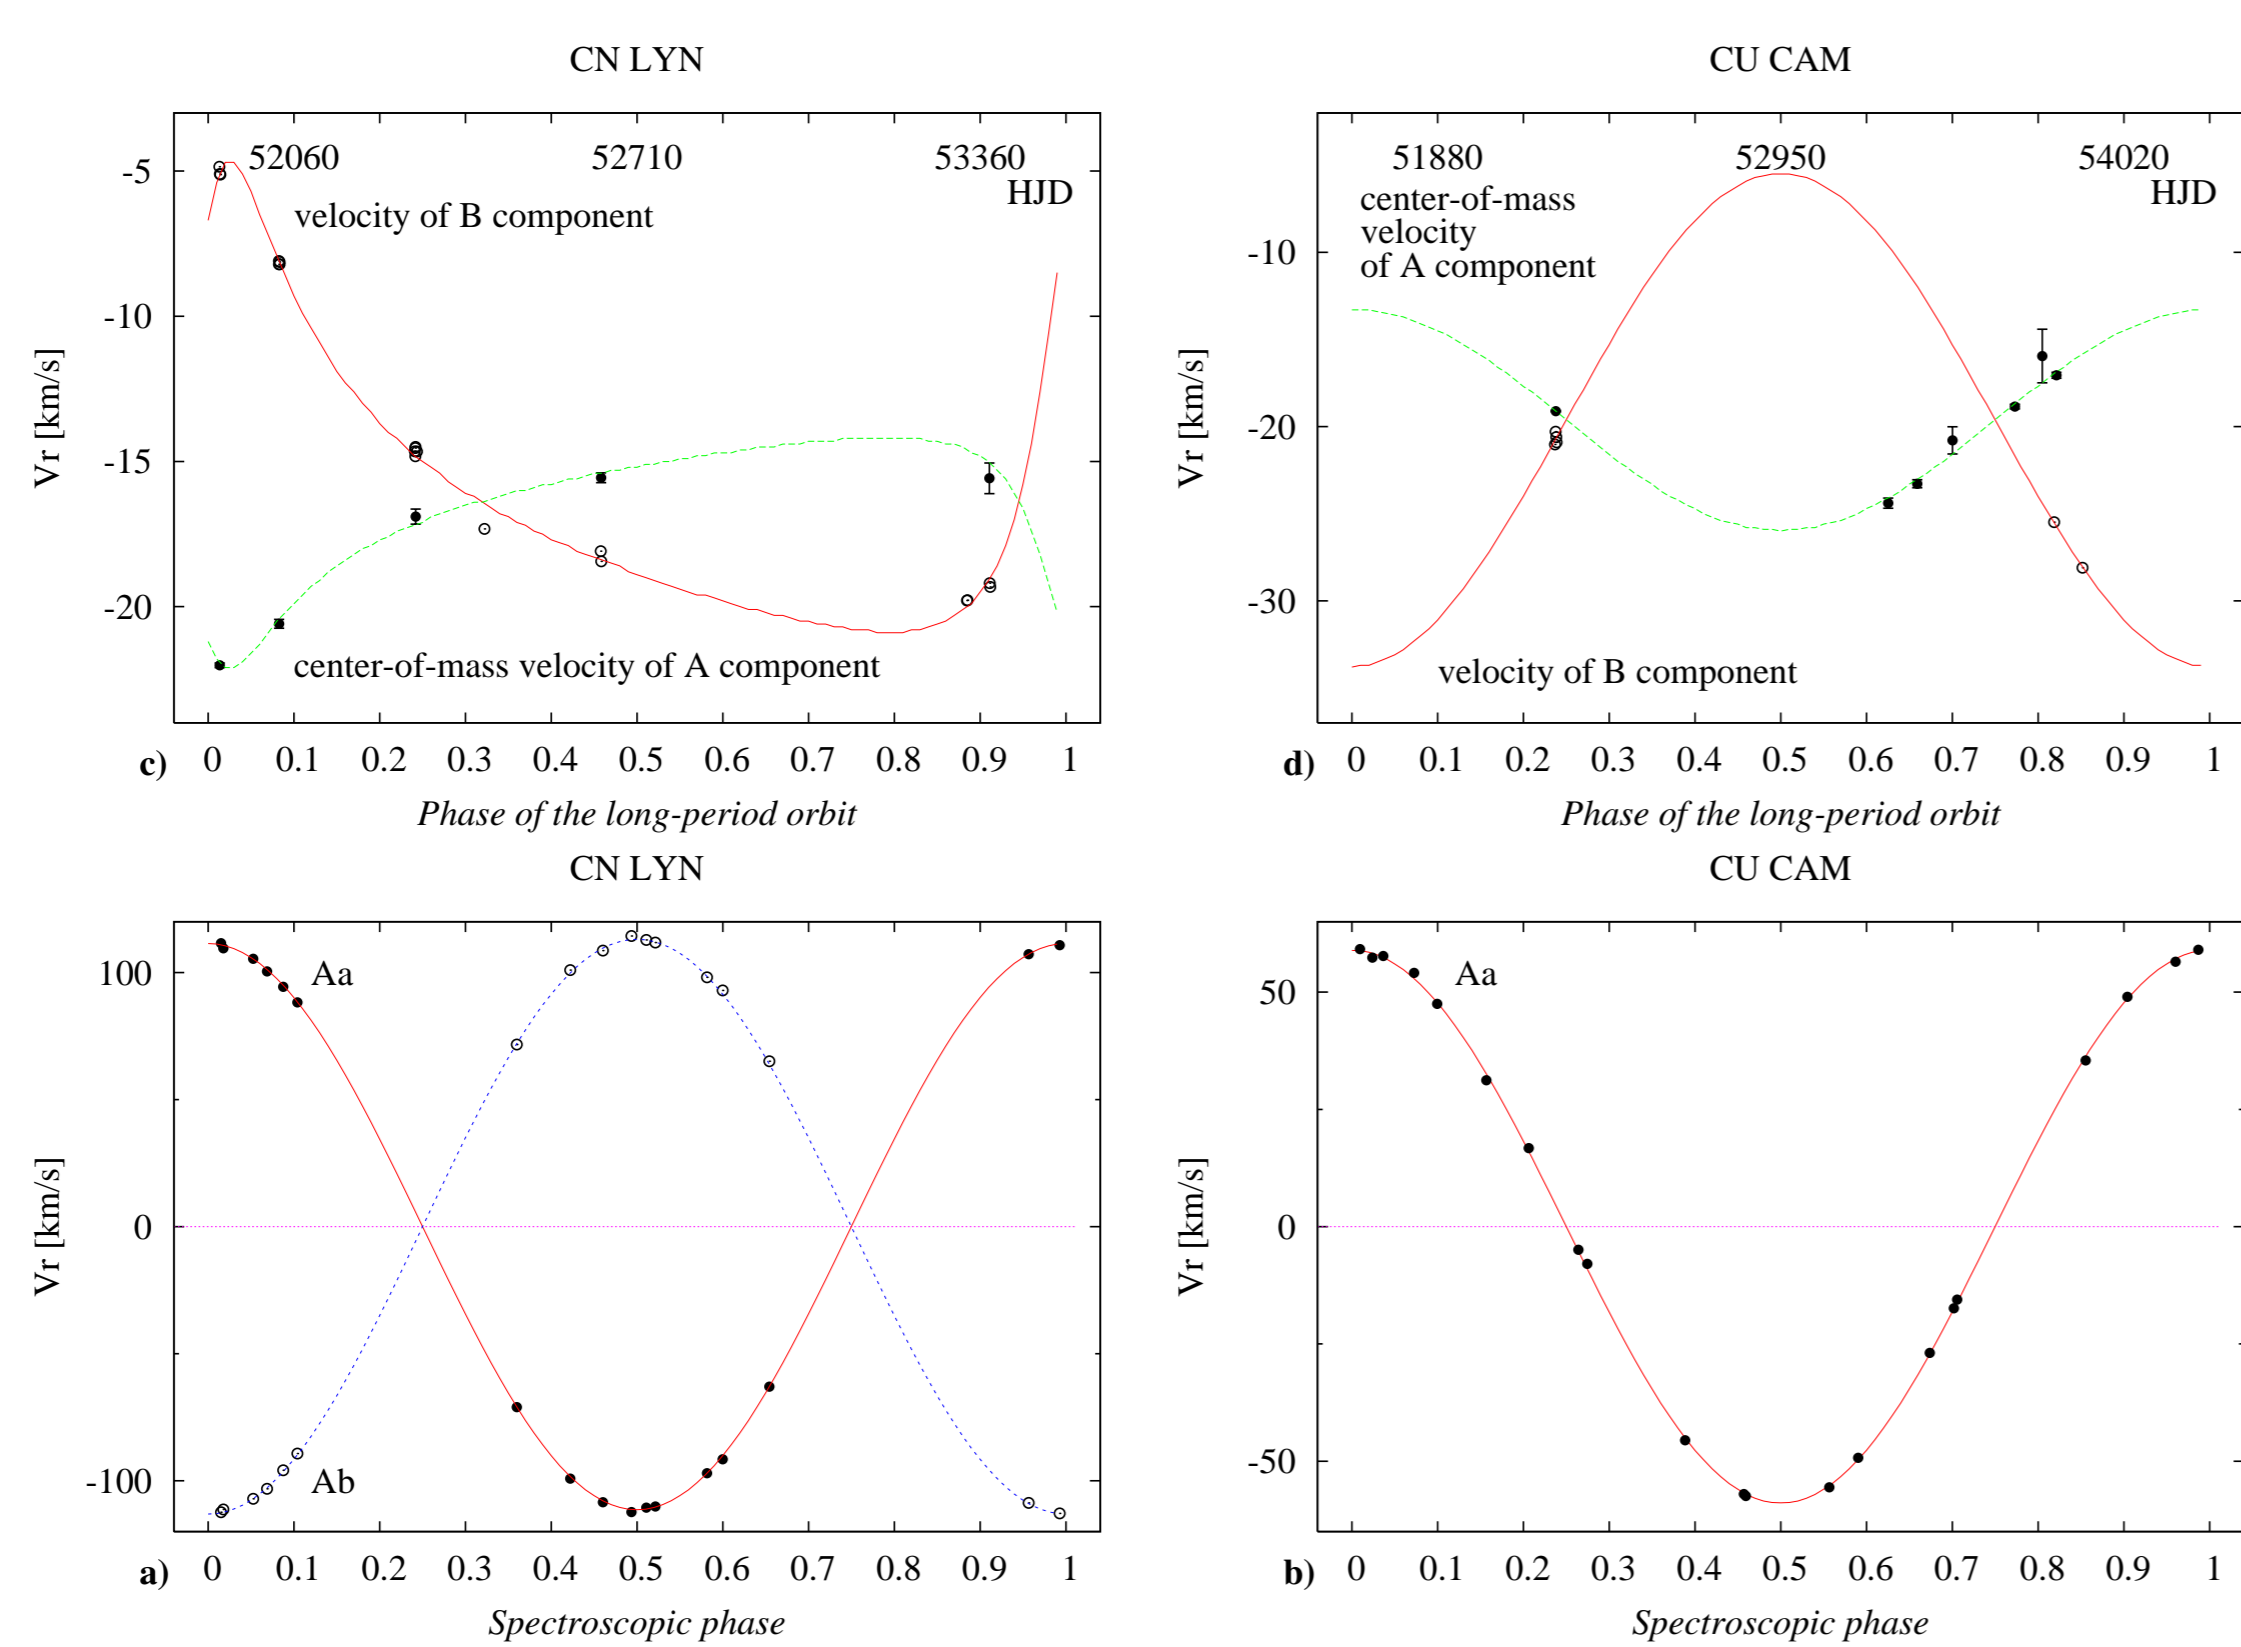 CN LYN
52060 52710 53360
HJD
velocity of B component
center-of-mass velocity of A component
-5
-10
-15
-20
Vr [km/s]
c) 0 0.1 0.2 0.3 0.4 0.5 0.6 0.7 0.8 0.9 1
Phase of the long-period orbit
CU CAM
51880 52950 54020
HJD
center-of-mass
velocity
of A component
velocity of B component
-10
-20
-30
Vr [km/s]
d) 0 0.1 0.2 0.3 0.4 0.5 0.6 0.7 0.8 0.9 1
Phase of the long-period orbit
CN LYN
Aa
Ab
100
0
-100
Vr [km/s]
a) 0 0.1 0.2 0.3 0.4 0.5 0.6 0.7 0.8 0.9 1
Spectroscopic phase
CU CAM
Aa
50
0
-50
Vr [km/s]
b) 0 0.1 0.2 0.3 0.4 0.5 0.6 0.7 0.8 0.9 1
Spectroscopic phase